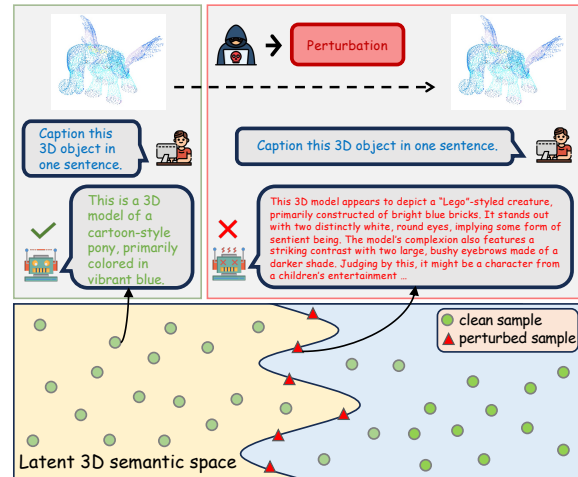 Perturbation
Caption this
3D object in
one sentence.
Caption this 3D object in one sentence.
This is a 3D
model of a
cartoon-style
pony, primarily
colored in
vibrant blue.
This 3D model appears to depict a “Lego”-styled creature,
primarily constructed of bright blue bricks. It stands out
with two distinctly white, round eyes, implying some form of
sentient being. The model’s complexion also features a
striking contrast with two large, bushy eyebrows made of a
darker shade. Judging by this, it might be a character from
a children’s entertainment …
clean sample
perturbed sample
Latent 3D semantic space